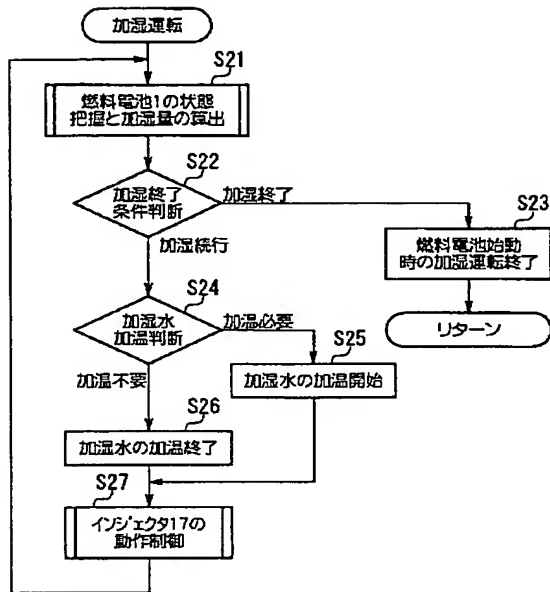 加湿運転
S21
燃料電池1の状態
把握と加湿量の算出
S22
加湿終了
条件判断
加湿終了
S23
燃料電池始動
時の加湿運転終了
加湿続行
リターン
S24
加湿水
加温判断
加温必要
S25
加湿水の加温開始
加温不要
S26
加湿水の加温終了
S27
インジェクタ17の
動作制御